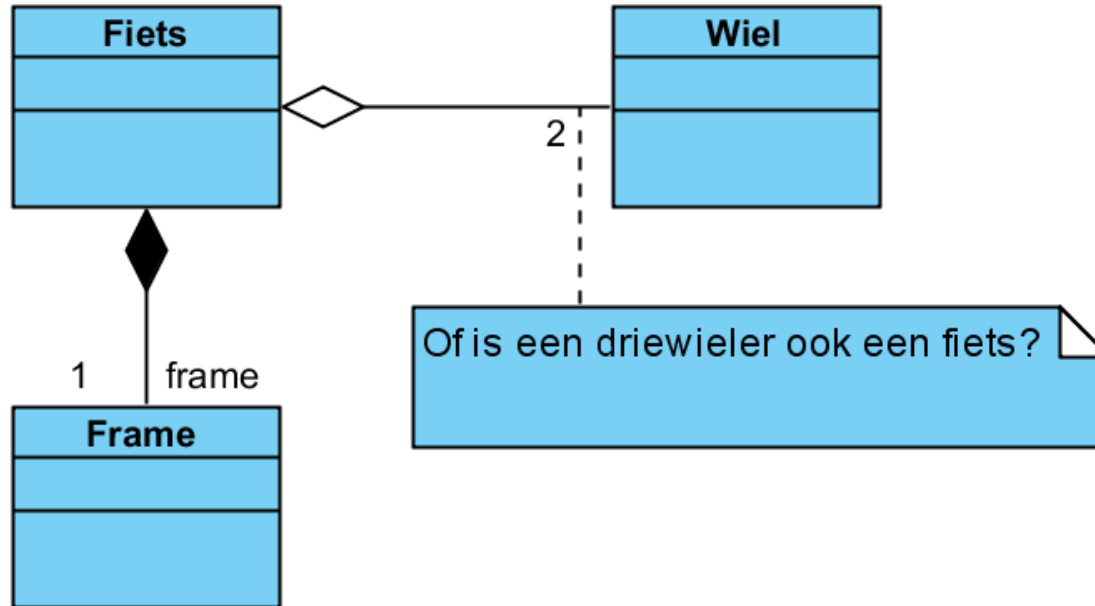 Fiets
Wiel
2
Of is een driewieler ook een fiets?
1 frame
Frame